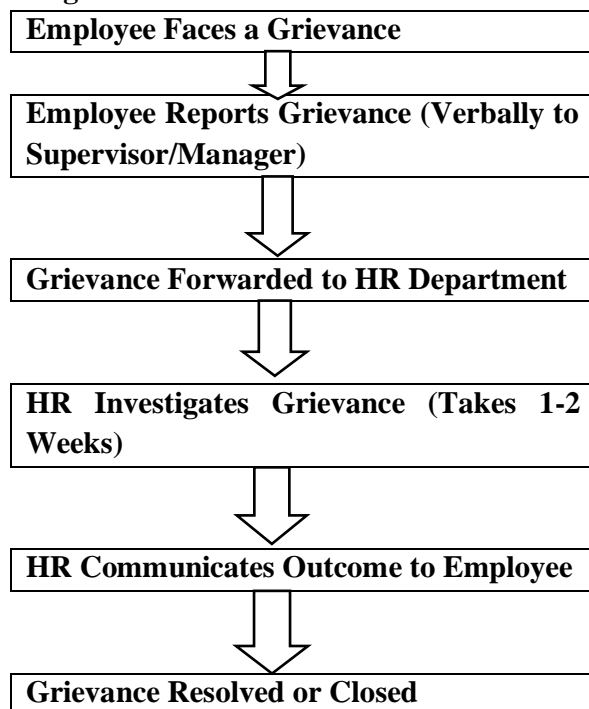 Employee Faces a Grievance
Employee Reports Grievance (Verbally to
Supervisor/Manager)
Grievance Forwarded to HR Department
HR Investigates Grievance (Takes 1-2
Weeks)
HR Communicates Outcome to Employee
Grievance Resolved or Closed